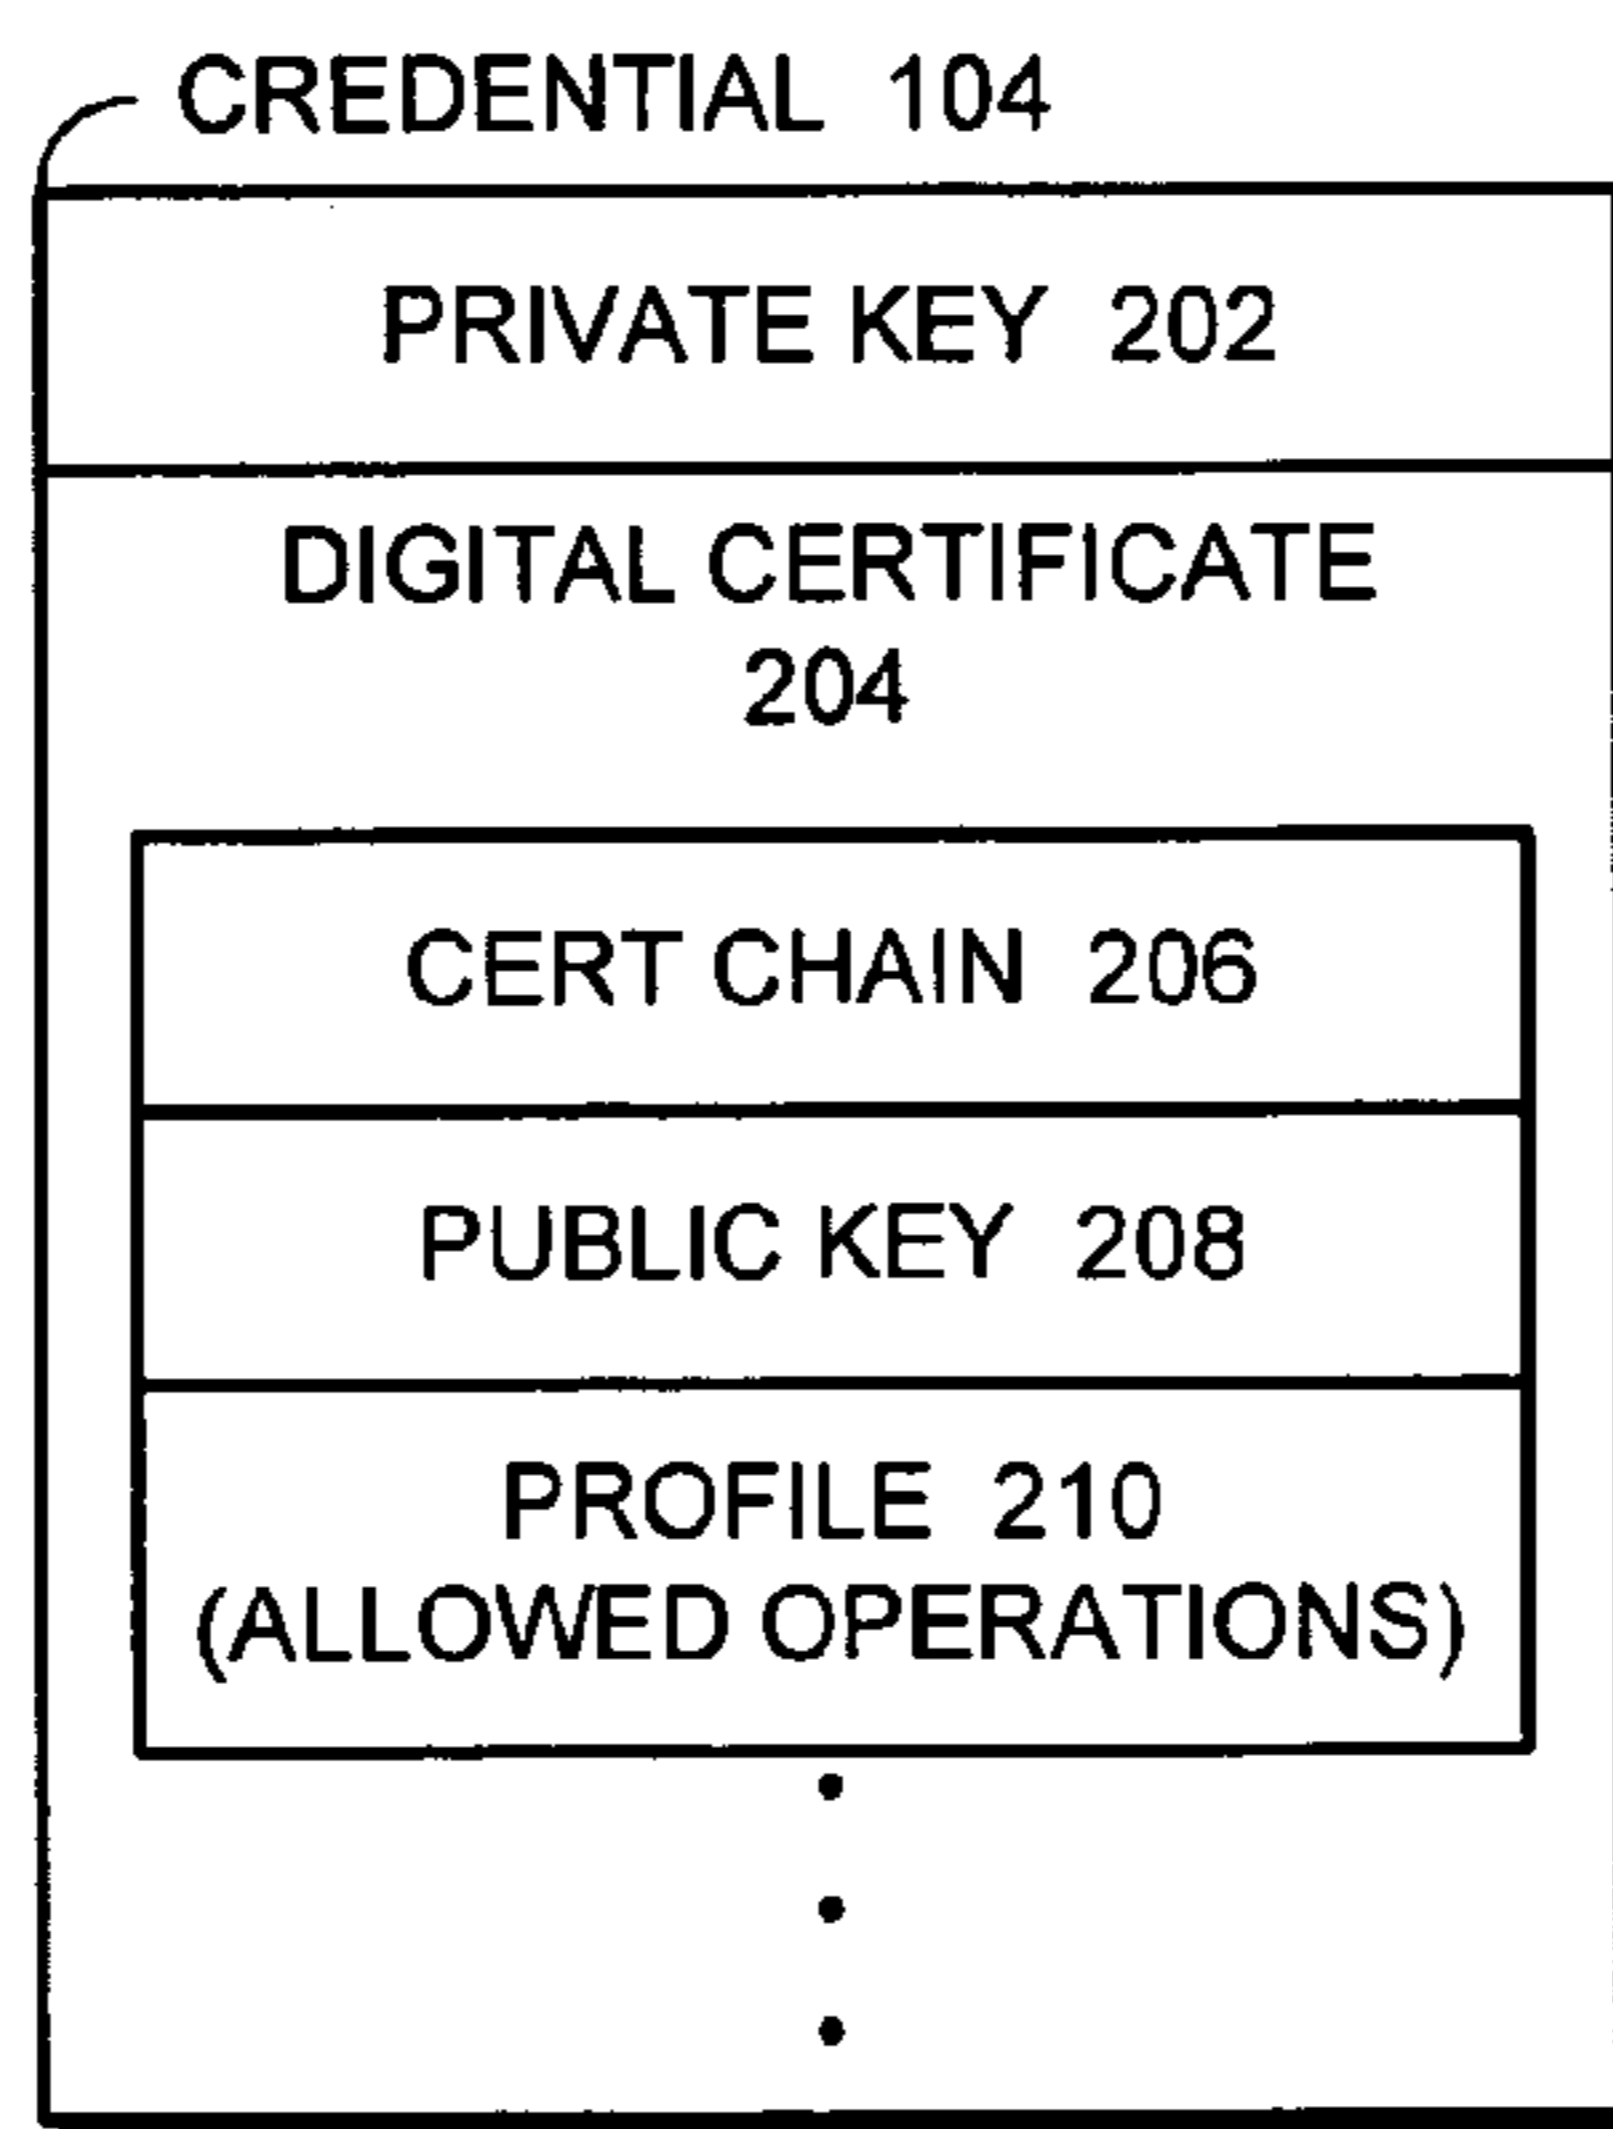 CREDENTIAL 104
PRIVATE KEY 202
DIGITAL CERTIFICATE
204
CERT CHAIN 206
PUBLIC KEY 208
PROFILE 210
(ALLOWED OPERATIONS)